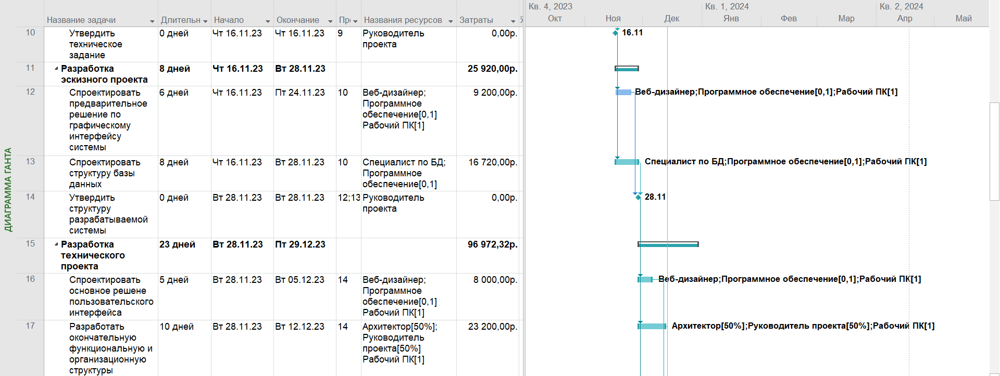 Кв. 4, 2023 Кв. 1, 2024 Кв. 2, 2024
Название задачи Длительн Начало Окончание Пр Названия ресурсов Затраты Окт Ноя Дек Янв Фев Мар Апр Май
10 Утвердить 0 дней Чт 16.11.23 Чт 16.11.23 9 Руководитель 0,00р. 16.11
техническое проекта
задание
11 Разработка 8 дней Чт 16.11.23 Вт 28.11.23 25 920,00р.
эскизного проекта
12 Спроектировать 6 дней Чт 16.11.23 Пт 24.11.23 10 Веб-дизайнер; 9 200,00р. Веб-дизайнер;Программное обеспечение[0,1];Рабочий ПК[1]
предварительное Программное
решение по обеспечение[0,1]
графическому Рабочий ПК[1]
интерфейсу
системы
13 Спроектировать 8 дней Чт 16.11.23 Вт 28.11.23 10 Специалист по БД; 16 720,00р. Специалист по БД;Программное обеспечение[0,1];Рабочий ПК[1]
структуру базы Программное
данных обеспечение[0,1]
14 Утвердить 0 дней Вт 28.11.23 Вт 28.11.23 12;13 Руководитель 0,00р. 28.11
структуру проекта
разрабатываемой
системы
15 Разработка 23 дней Вт 28.11.23 Пт 29.12.23 96 972,32р.
технического
проекта
16 Спроектировать 5 дней Вт 28.11.23 Вт 05.12.23 14 Веб-дизайнер; 8 000,00р. Веб-дизайнер;Программное обеспечение[0,1];Рабочий ПК[1]
основное решене Программное
пользовательского обеспечение[0,1]
интерфейса Рабочий ПК[1]
17 Разработать 10 дней Вт 28.11.23 Вт 12.12.23 14 Архитектор[50%]; 23 200,00р. Архитектор[50%];Руководитель проекта[50%];Рабочий ПК[1]
окончательную Руководитель
функциональную и проекта[50%]
организационную Рабочий ПК[1]
структуры
ДИАГРАММА ГАНТА